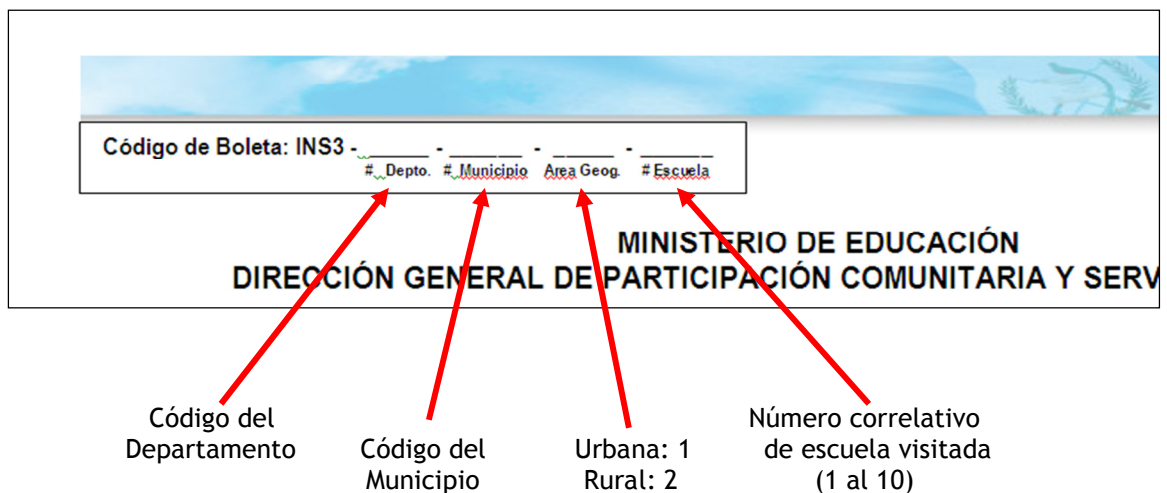 Código de Boleta: INS3 - ______ - ______ - ______ - ______
# Depto. # Municipio Area Geog. # Escuela
MINISTERIO DE EDUCACIÓN
DIRECCIÓN GENERAL DE PARTICIPACIÓN COMUNITARIA Y SERV
Código del
Departamento
Código del
Municipio
Urbana: 1
Rural: 2
Número correlativo
de escuela visitada
(1 al 10)